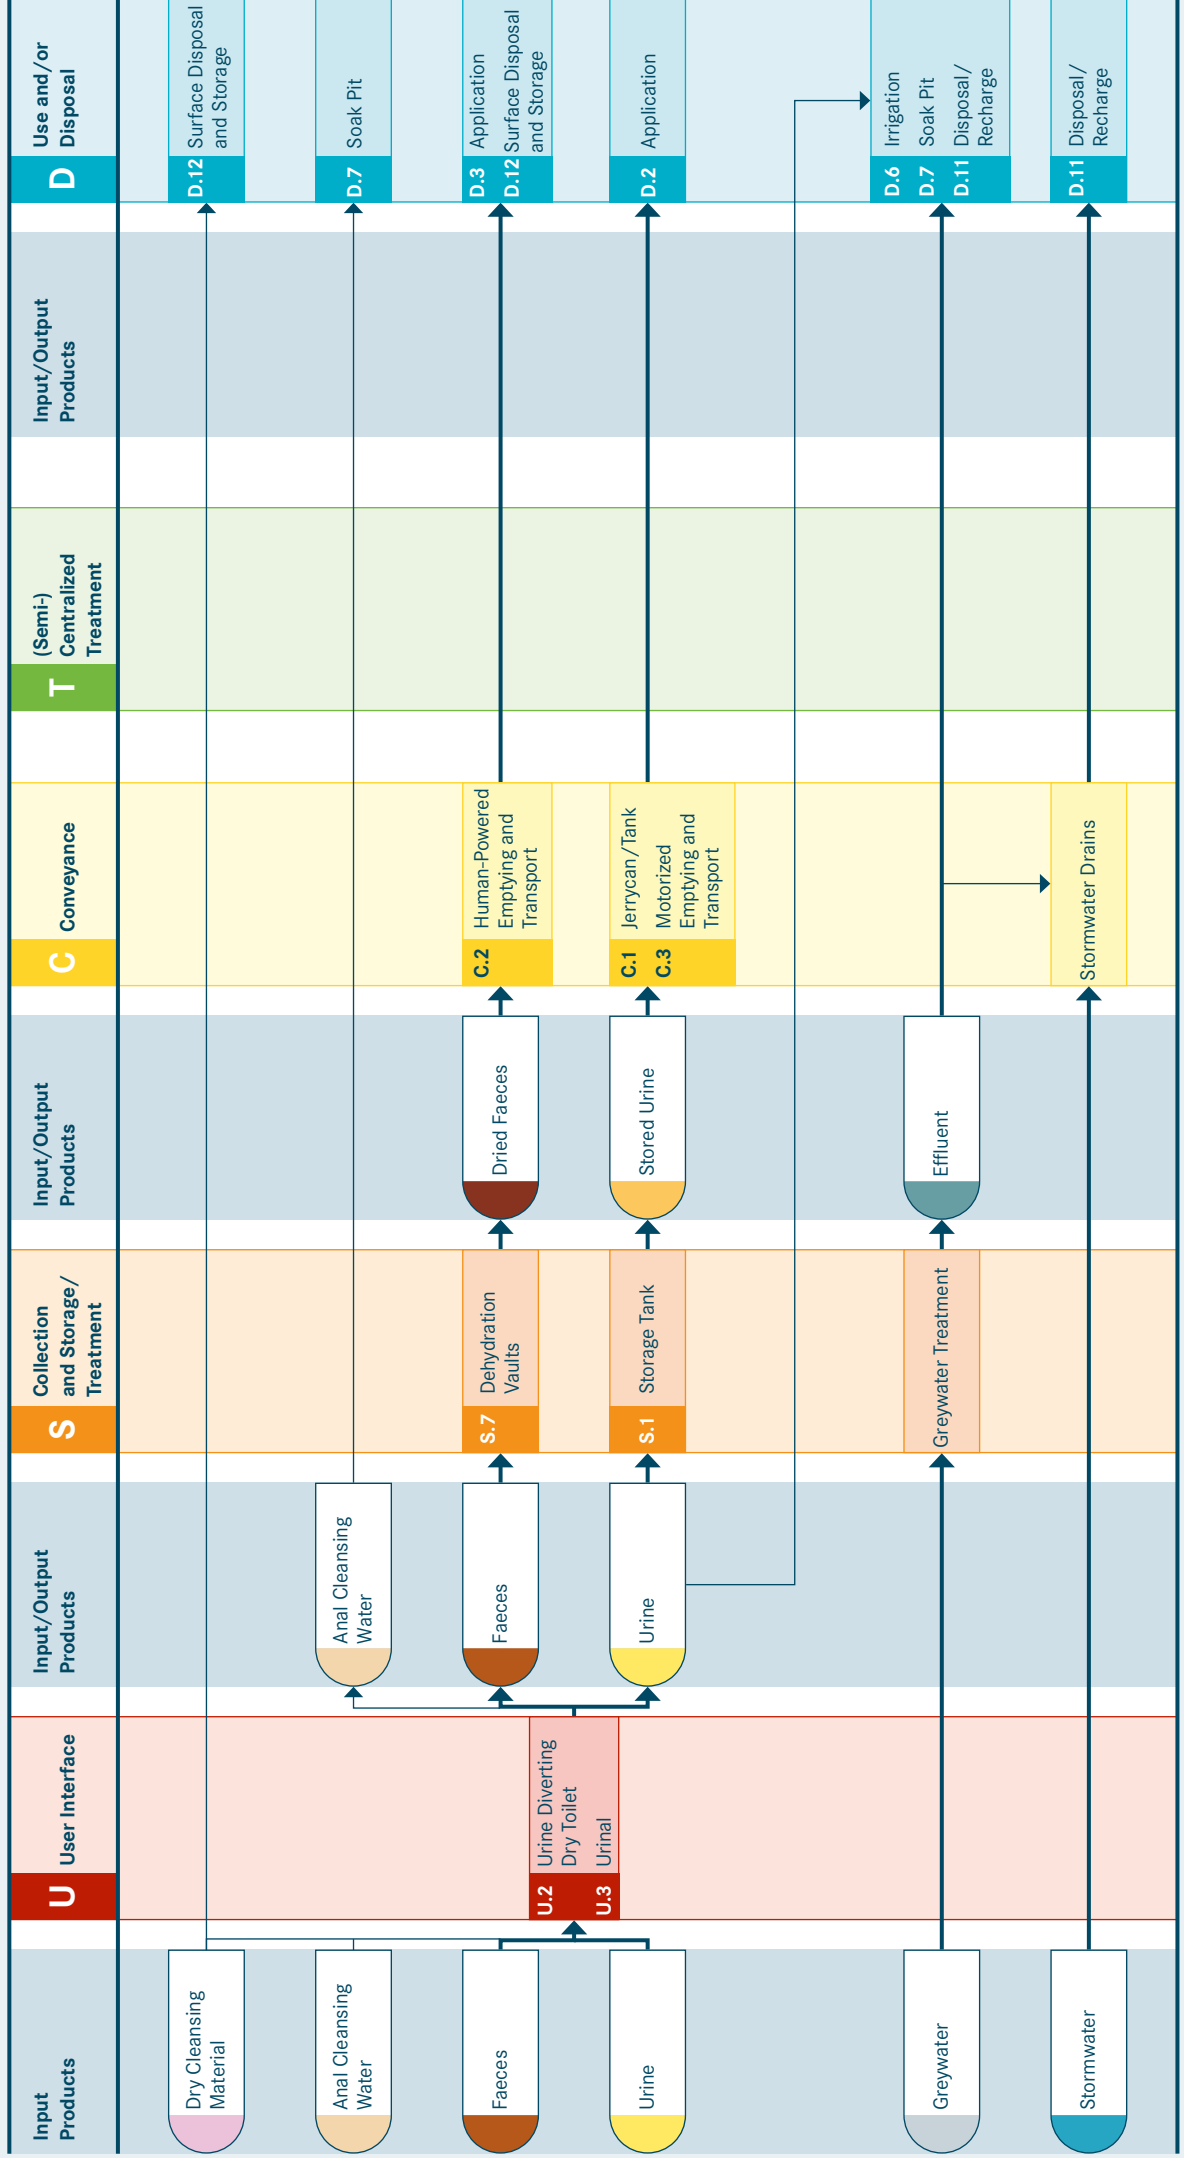 Input
Products
U
User Interface
Input/Output
Products
S
Collection
and Storage/
Treatment
Input/Output
Products
C
Conveyance
T
(Semi-)
Centralized
Treatment
Input/Output
Products
D
Use and/or
Disposal
Dry Cleansing
Material
D.12
Surface Disposal
and Storage
Anal Cleansing
Water
Anal Cleansing
Water
D.7
Soak Pit
Faeces
U.2
Urine Diverting
Dry Toilet
U.3
Urinal
Faeces
S.7
Dehydration
Vaults
Dried Faeces
C.2
Human-Powered
Emptying and
Transport
D.3
Application
D.12
Surface Disposal
and Storage
Urine
Urine
S.1
Storage Tank
Stored Urine
C.1
Jerrycan/Tank
C.3
Motorized
Emptying and
Transport
D.2
Application
Greywater
Greywater Treatment
Effluent
D.6
Irrigation
D.7
Soak Pit
D.11
Disposal/
Recharge
Stormwater
Stormwater Drains
D.11
Disposal/
Recharge